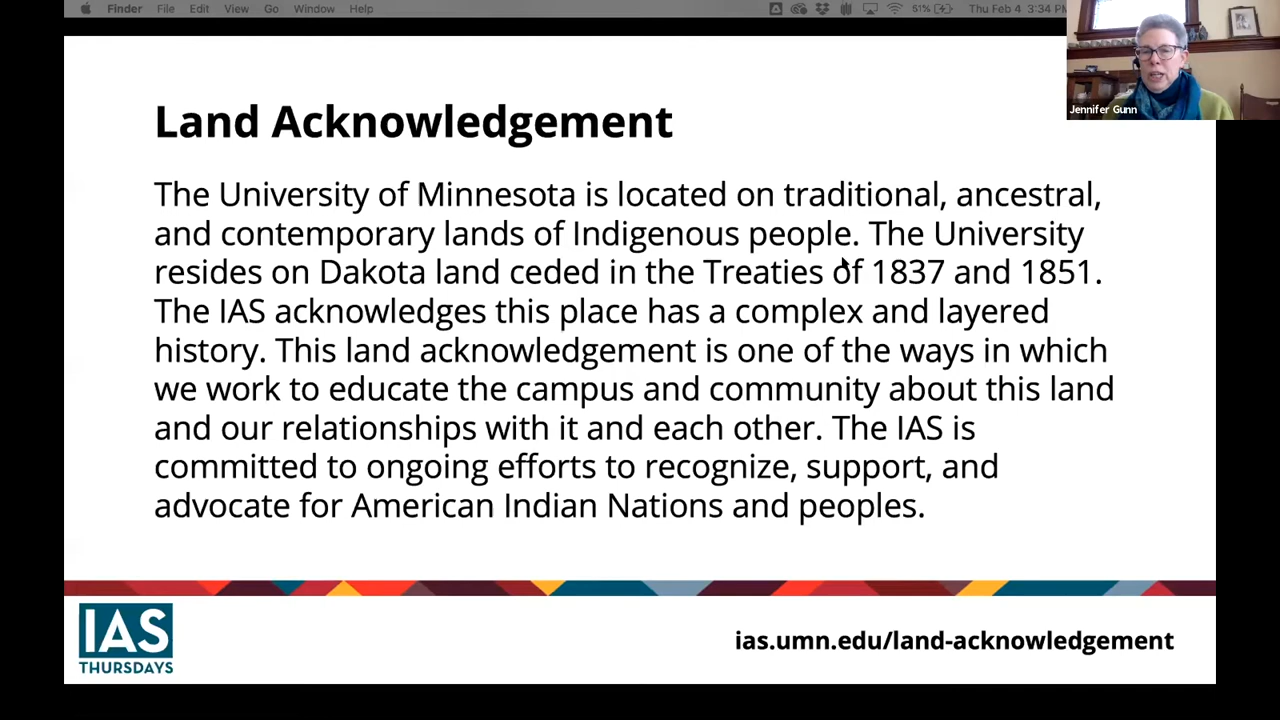 Finder File Edit View Go Window Help 51% Thu Feb 4 3:34 PM
Jennifer Gunn
Land Acknowledgement
The University of Minnesota is located on traditional, ancestral,
and contemporary lands of Indigenous people. The University
resides on Dakota land ceded in the Treaties of 1837 and 1851.
The IAS acknowledges this place has a complex and layered
history. This land acknowledgement is one of the ways in which
we work to educate the campus and community about this land
and our relationships with it and each other. The IAS is
committed to ongoing efforts to recognize, support, and
advocate for American Indian Nations and peoples.
IAS
THURSDAYS
ias.umn.edu/land-acknowledgement